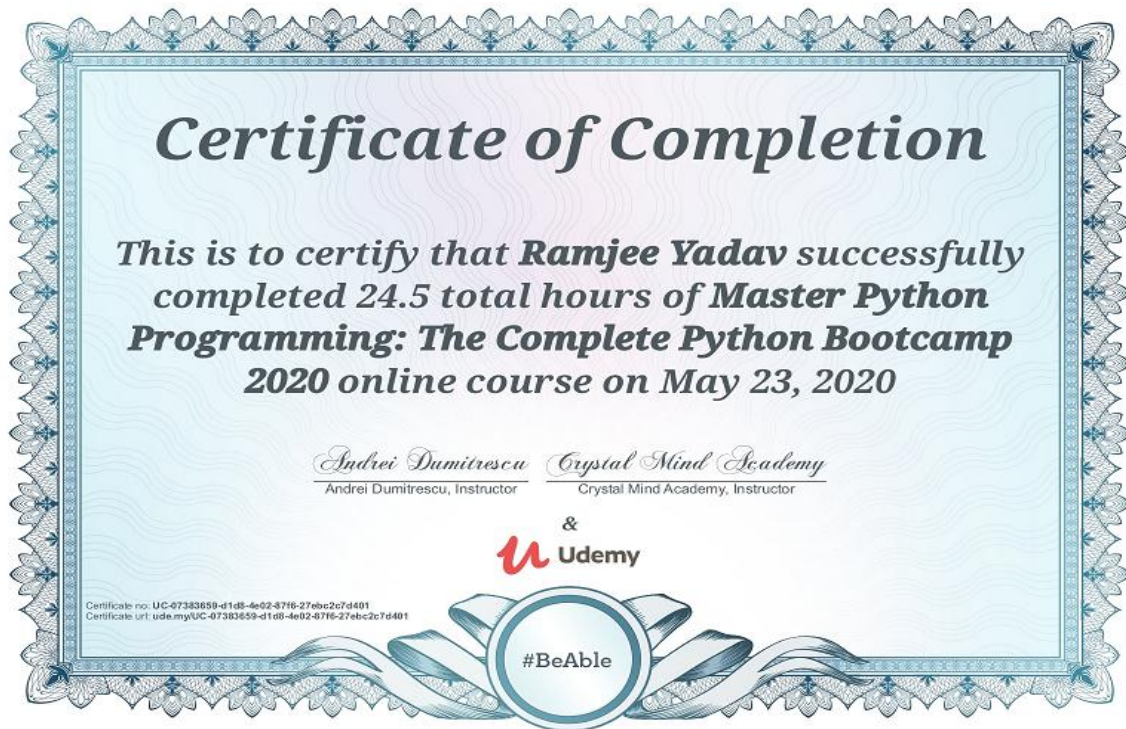 Certificate of Completion
This is to certify that Ramjee Yadav successfully
completed 24.5 total hours of Master Python
Programming: The Complete Python Bootcamp
2020 online course on May 23, 2020
Andrei Dumitrescu Crystal Mind Academy
Andrei Dumitrescu, Instructor Crystal Mind Academy, Instructor
&
Udemy
Certificate no: UC-07383659-d1d8-4e02-87f6-27ebc2c7d401
Certificate url: ude.my/UC-07383659-d1d8-4e02-87f6-27ebc2c7d401
#BeAble